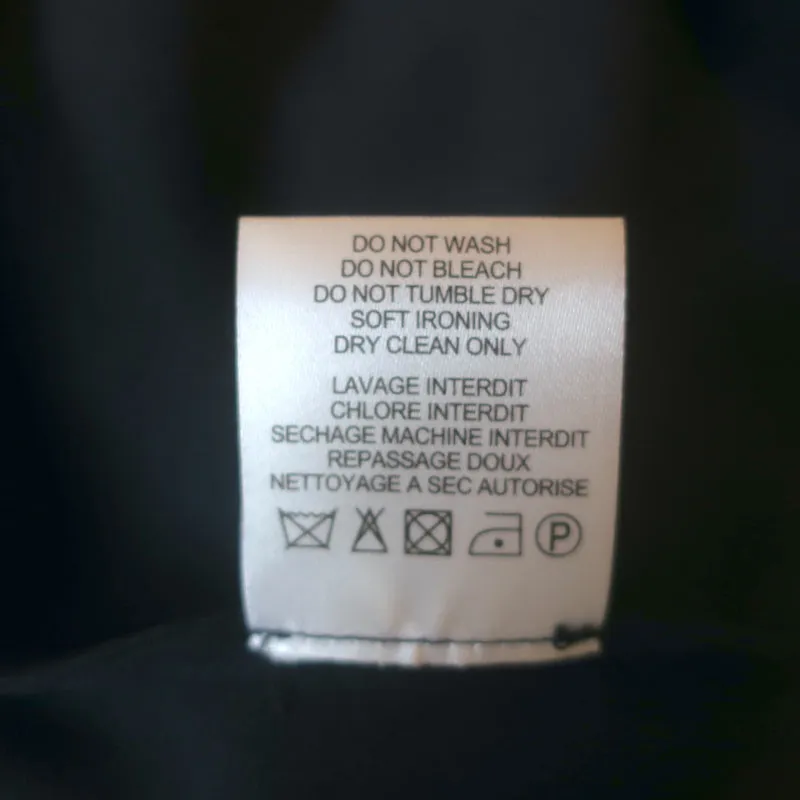 DO NOT WASH
DO NOT BLEACH
DO NOT TUMBLE DRY
SOFT IRONING
DRY CLEAN ONLY
LAVAGE INTERDIT
CHLORE INTERDIT
SECHAGE MACHINE INTERDIT
REPASSAGE DOUX
NETTOYAGE A SEC AUTORISE
P